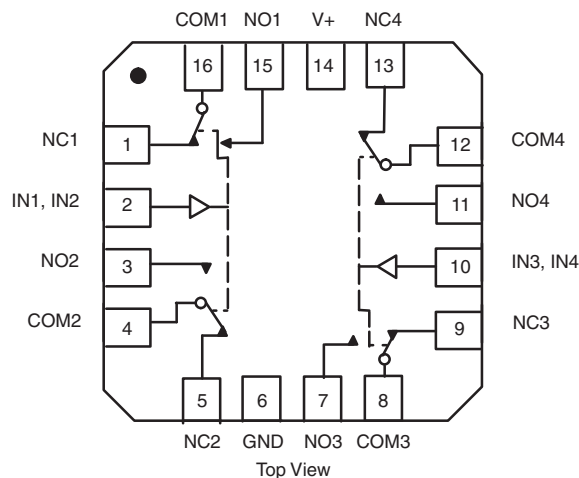 COM1 NO1 V+ NC4
16 15 14 13
NC1 1 12 COM4
IN1, IN2 2 11 NO4
NO2 3 10 IN3, IN4
COM2 4 9 NC3
5 6 7 8
NC2 GND NO3 COM3
Top View